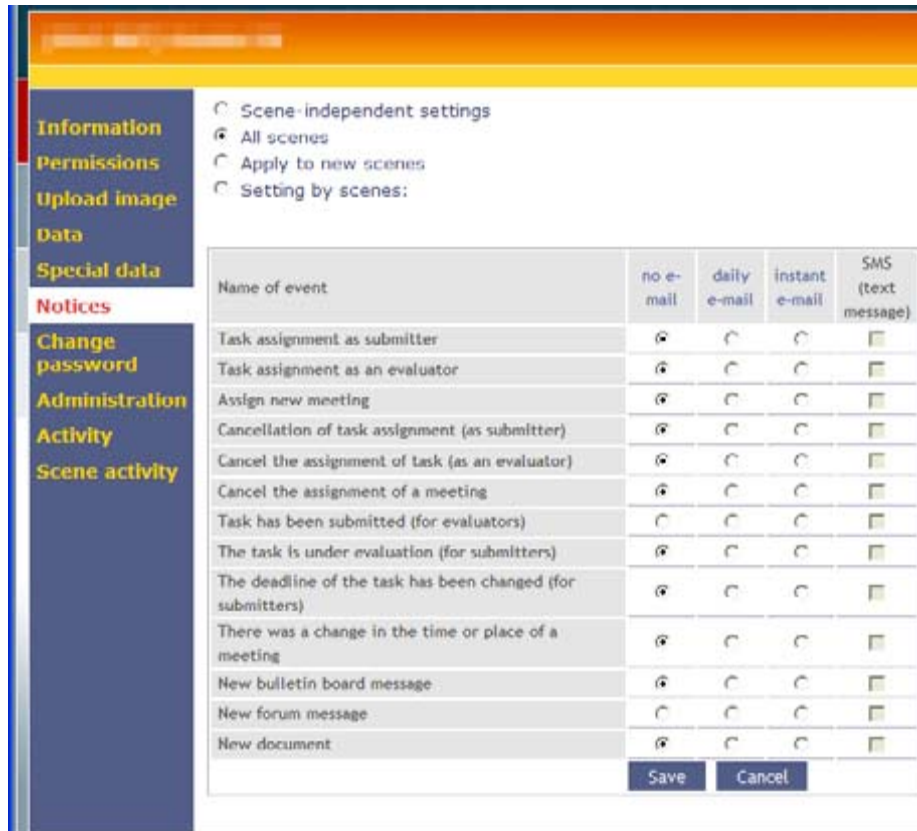 Information
Permissions
Upload image
Data
Special data
Notices
Change
password
Administration
Activity
Scene activity
Scene-independent settings
All scenes
Apply to new scenes
Setting by scenes:
Name of event
no e-
mail
daily
e-mail
instant
e-mail
SMS
(text
message)
Task assignment as submitter
Task assignment as an evaluator
Assign new meeting
Cancellation of task assignment (as submitter)
Cancel the assignment of task (as an evaluator)
Cancel the assignment of a meeting
Task has been submitted (for evaluators)
The task is under evaluation (for submitters)
The deadline of the task has been changed (for
submitters)
There was a change in the time or place of a
meeting
New bulletin board message
New forum message
New document
Save
Cancel